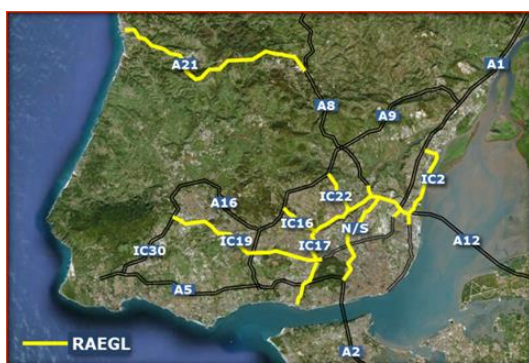 A21
A8
A1
A9
IC2
IC22
A16
IC16
N/S
IC19
IC17
A12
IC30
A5
A2
RAEGL